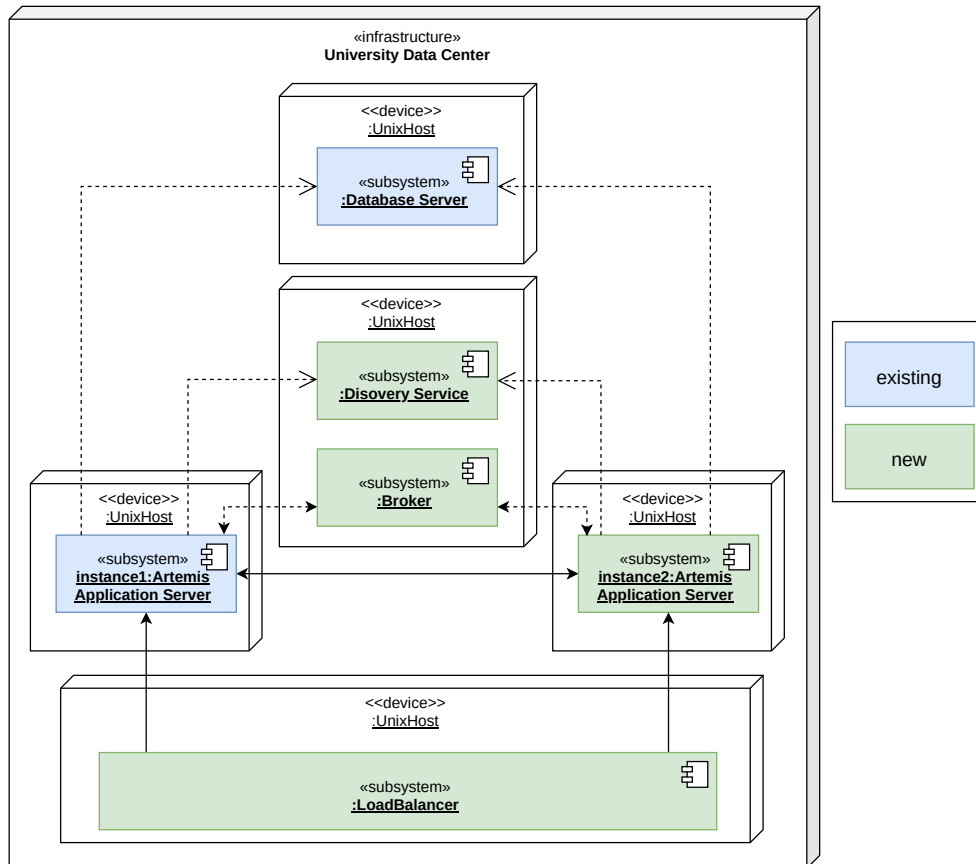 «infrastructure»
University Data Center
<<device>>
:UnixHost
«subsystem»
:Database Server
<<device>>
:UnixHost
«subsystem»
:Disovery Service
«subsystem»
:Broker
<<device>>
:UnixHost
«subsystem»
instance1:Artemis
Application Server
<<device>>
:UnixHost
«subsystem»
instance2:Artemis
Application Server
<<device>>
:UnixHost
«subsystem»
:LoadBalancer
existing
new